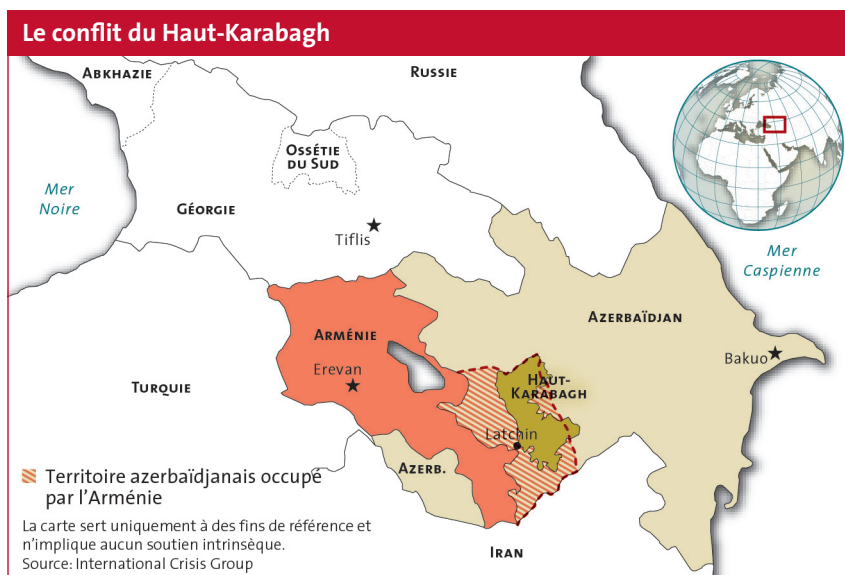 Le conflit du Haut-Karabagh
ABKHAZIE
RUSSIE
OSSÉTIE
DU SUD
Mer
Noire
GÉORGIE
Tiflis
Mer
Caspienne
AZERBAÏDJAN
ARMÉNIE
Bakuo
Erevan
TURQUIE
HAUT-
KARABAGH
Latchin
AZERB.
Territoire azerbaïdjanais occupé
par l'Arménie
La carte sert uniquement à des fins de référence et
n'implique aucun soutien intrinsèque.
Source: International Crisis Group
IRAN